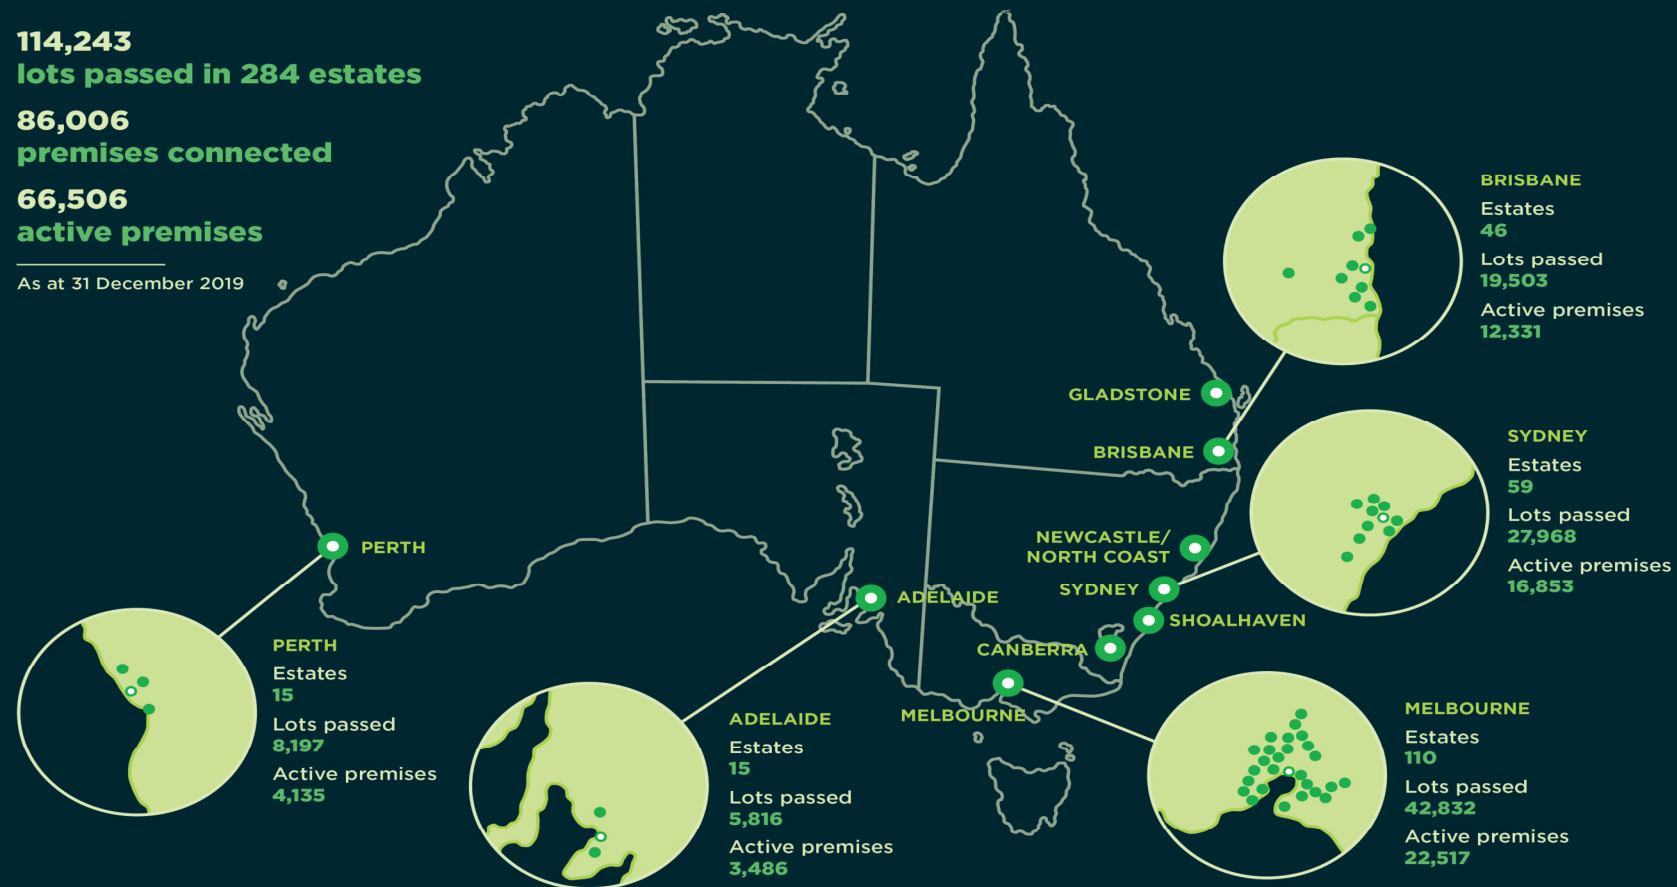 114,243
lots passed in 284 estates
86,006
premises connected
66,506
active premises
As at 31 December 2019
BRISBANE
Estates
46
Lots passed
19,503
Active premises
12,331
GLADSTONE
BRISBANE
SYDNEY
Estates
59
Lots passed
27,968
Active premises
16,853
NEWCASTLE/
NORTH COAST
PERTH
SYDNEY
ADELAIDE
SHOALHAVEN
CANBERRA
MELBOURNE
PERTH
Estates
15
Lots passed
8,197
Active premises
4,135
ADELAIDE
Estates
15
Lots passed
5,816
Active premises
3,486
MELBOURNE
Estates
110
Lots passed
42,832
Active premises
22,517